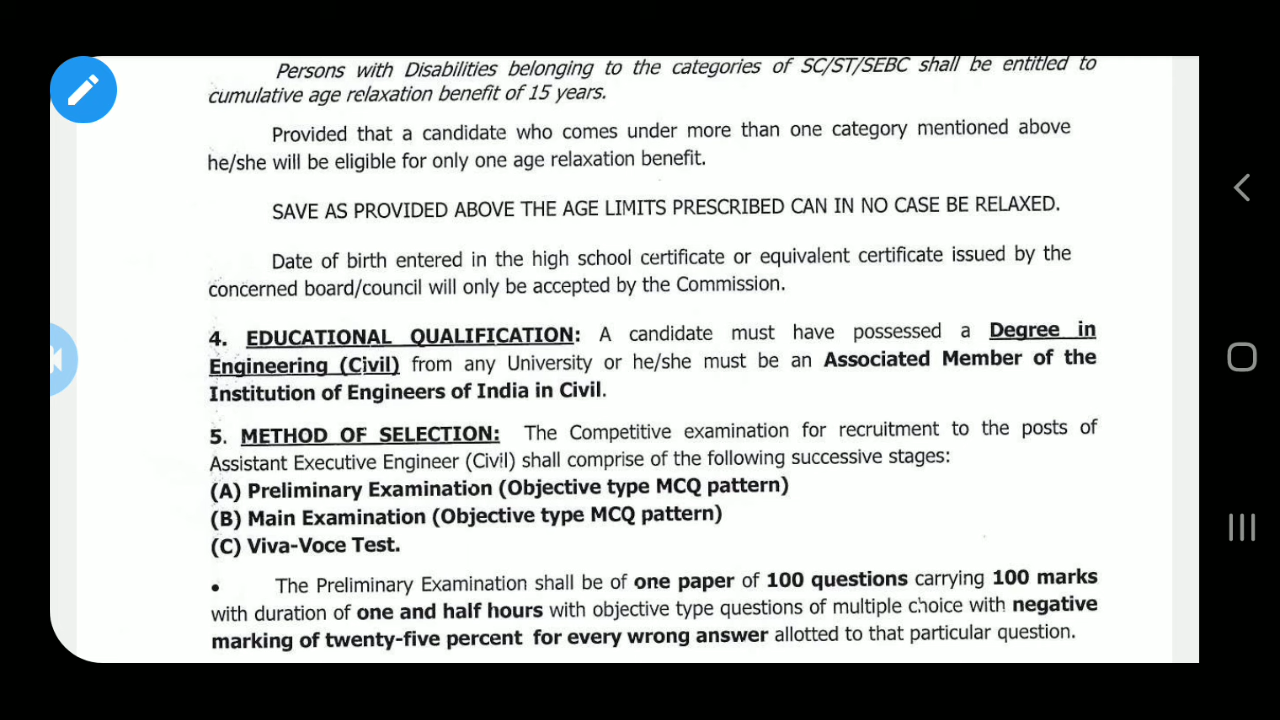 Persons with Disabilities belonging to the categories of SC/ST/SEBC shall be entitled to
cumulative age relaxation benefit of 15 years.
Provided that a candidate who comes under more than one category mentioned above
he/she will be eligible for only one age relaxation benefit.
SAVE AS PROVIDED ABOVE THE AGE LIMITS PRESCRIBED CAN IN NO CASE BE RELAXED.
Date of birth entered in the high school certificate or equivalent certificate issued by the
concerned board/council will only be accepted by the Commission.
4. EDUCATIONAL QUALIFICATION: A candidate must have possessed a Degree in
Engineering (Civil) from any University or he/she must be an Associated Member of the
Institution of Engineers of India in Civil.
5. METHOD OF SELECTION: The Competitive examination for recruitment to the posts of
Assistant Executive Engineer (Civil) shall comprise of the following successive stages:
(A) Preliminary Examination (Objective type MCQ pattern)
(B) Main Examination (Objective type MCQ pattern)
(C) Viva-Voce Test.
• The Preliminary Examination shall be of one paper of 100 questions carrying 100 marks
with duration of one and half hours with objective type questions of multiple choice with negative
marking of twenty-five percent for every wrong answer allotted to that particular question.